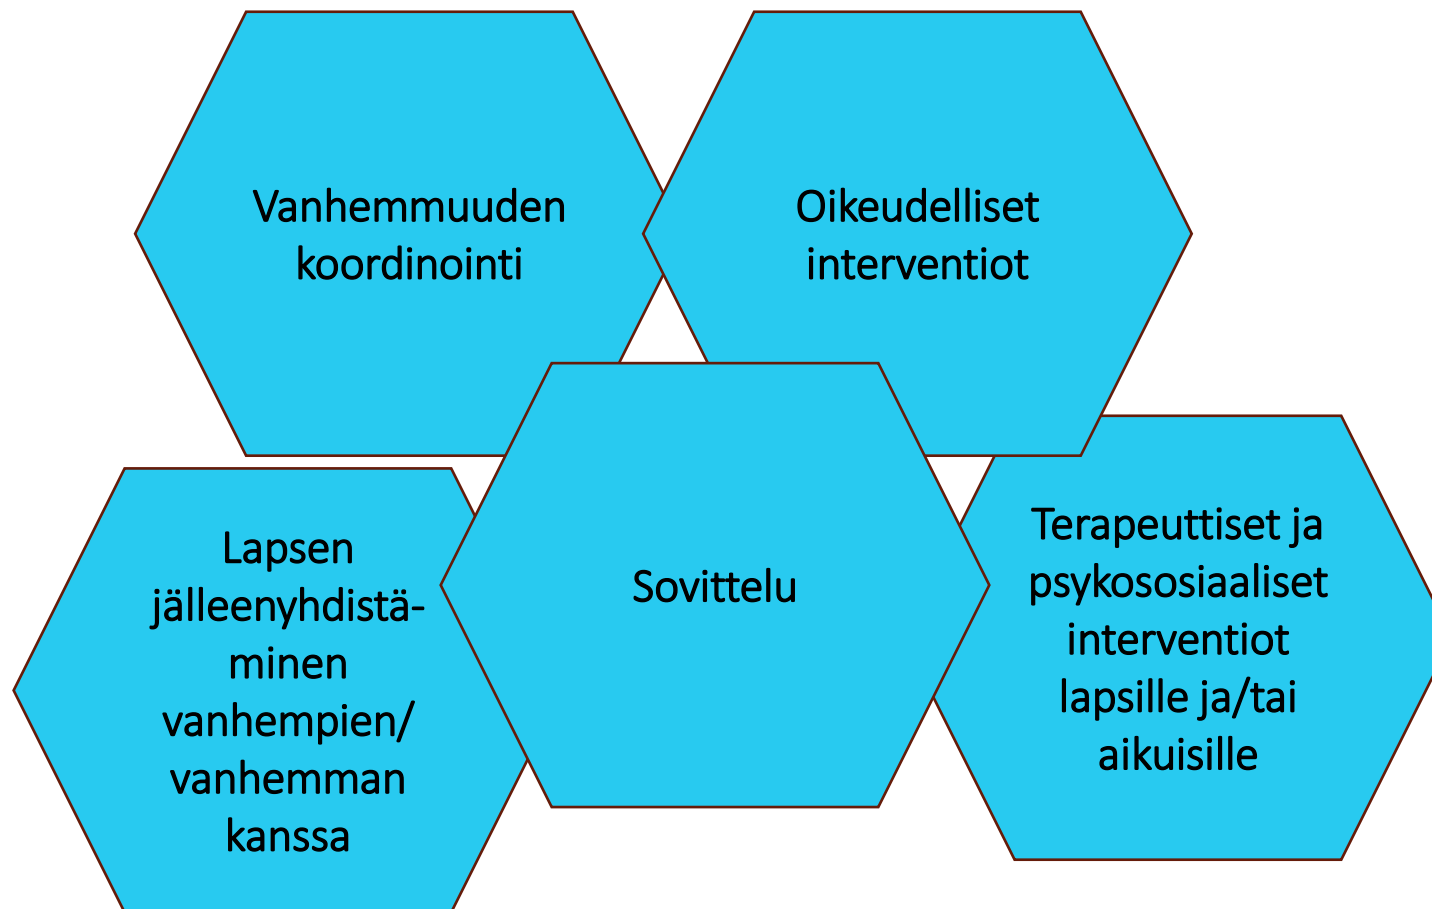 Vanhemmuuden
koordinointi
Oikeudelliset
interventiot
Lapsen
jälleenyhdistä-
minen
vanhempien/
vanhemman
kanssa
Sovittelu
Terapeuttiset ja
psykososiaaliset
interventiot
lapsille ja/tai
aikuisille